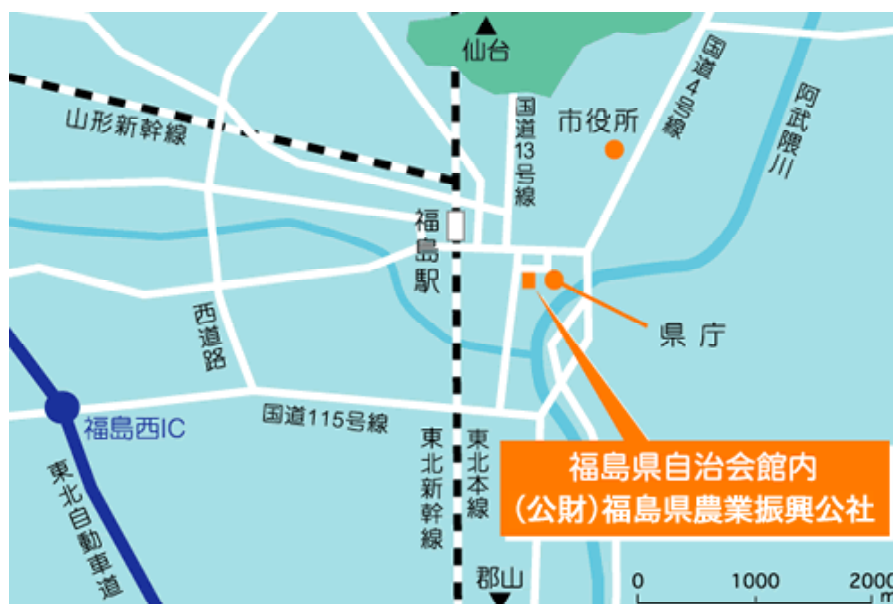 仙台
国道4号線
国道13号線
市役所
阿武隈川
山形新幹線
福島駅
西道路
県庁
国道115号線
福島西IC
東北新幹線
東北本線
東北自動車道
福島県自治会館内
(公財)福島県農業振興公社
郡山
0 1000 2000
m